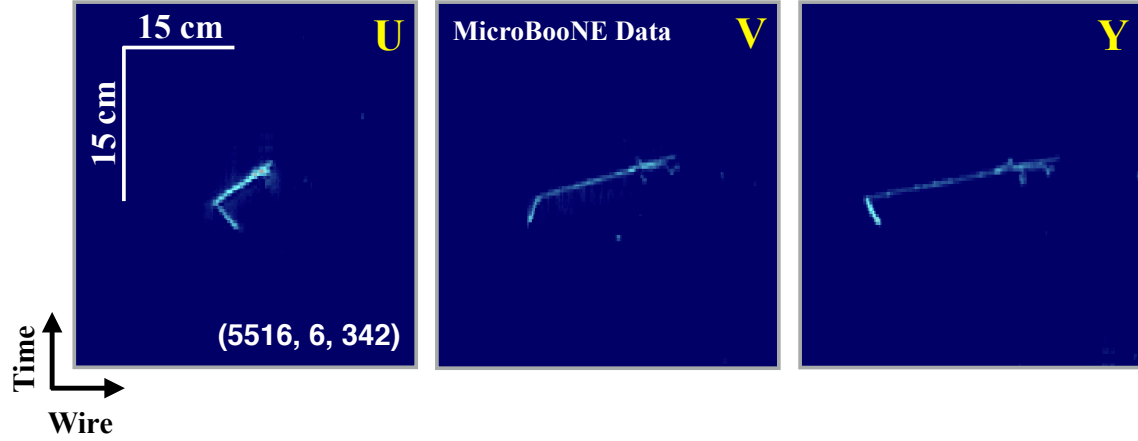 15 cm
15 cm
U
MicroBooNE Data
V
Y
(5516, 6, 342)
Time
Wire